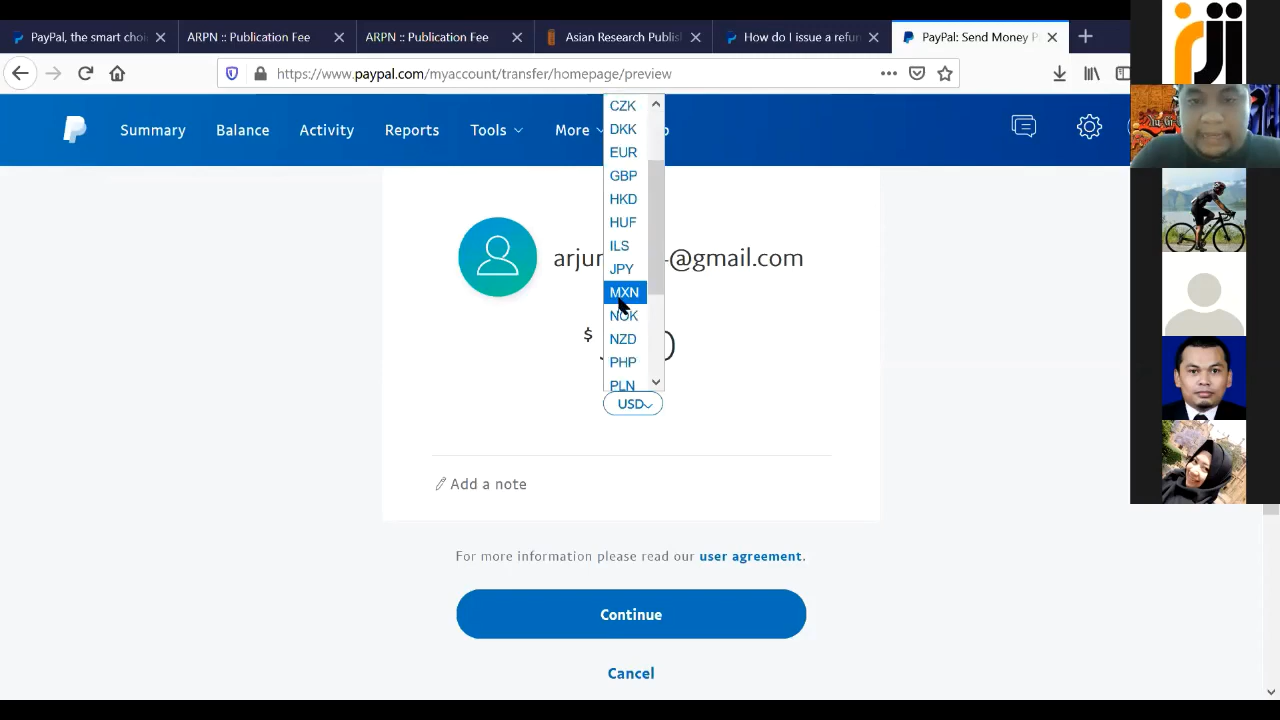 PayPal, the smart choi
ARPN :: Publication Fee
ARPN :: Publication Fee
Asian Research Publis
How do I issue a refun
PayPal: Send Money P
https://www.paypal.com/myaccount/transfer/homepage/preview
Summary
Balance
Activity
Reports
Tools
More
CZK
DKK
EUR
GBP
HKD
HUF
ILS
JPY
MXN
NOK
NZD
PHP
PLN
USD
@gmail.com
$
Add a note
For more information please read our user agreement.
Continue
Cancel